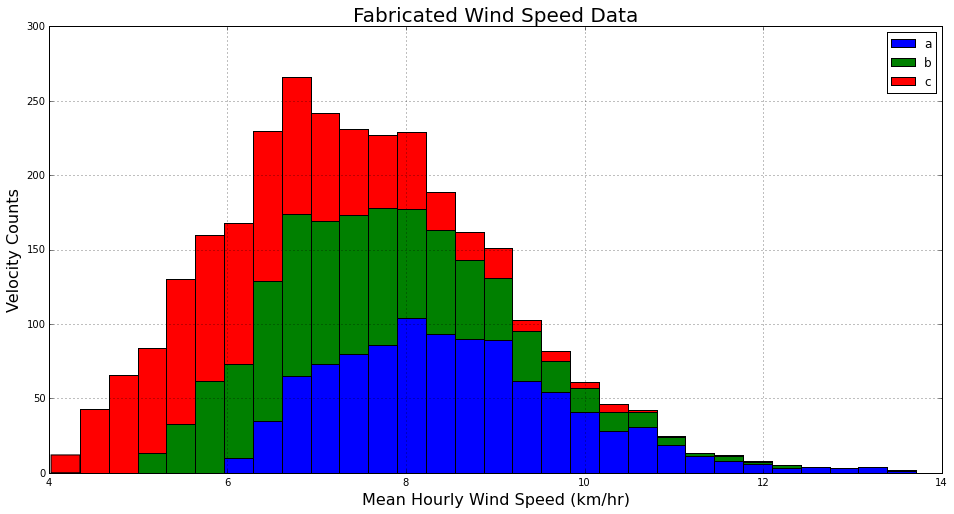 Fabricated Wind Speed Data
300
250
200
150
100
50
0
Velocity Counts
a
b
c
4
6
8
10
12
14
Mean Hourly Wind Speed (km/hr)